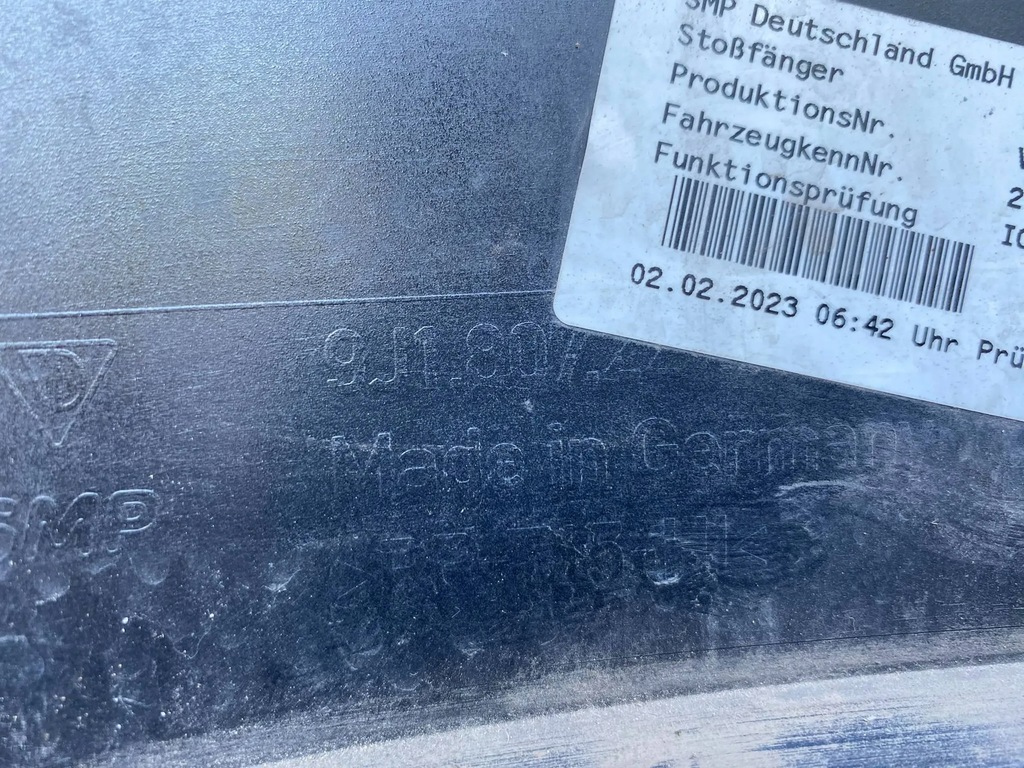 SMP Deutschland GmbH
Stoßfänger
ProduktionsNr.
FahrzeugkennNr.
Funktionsprüfung
02.02.2023 06:42 Uhr
9J1.807.2
D
Made in German
SMP